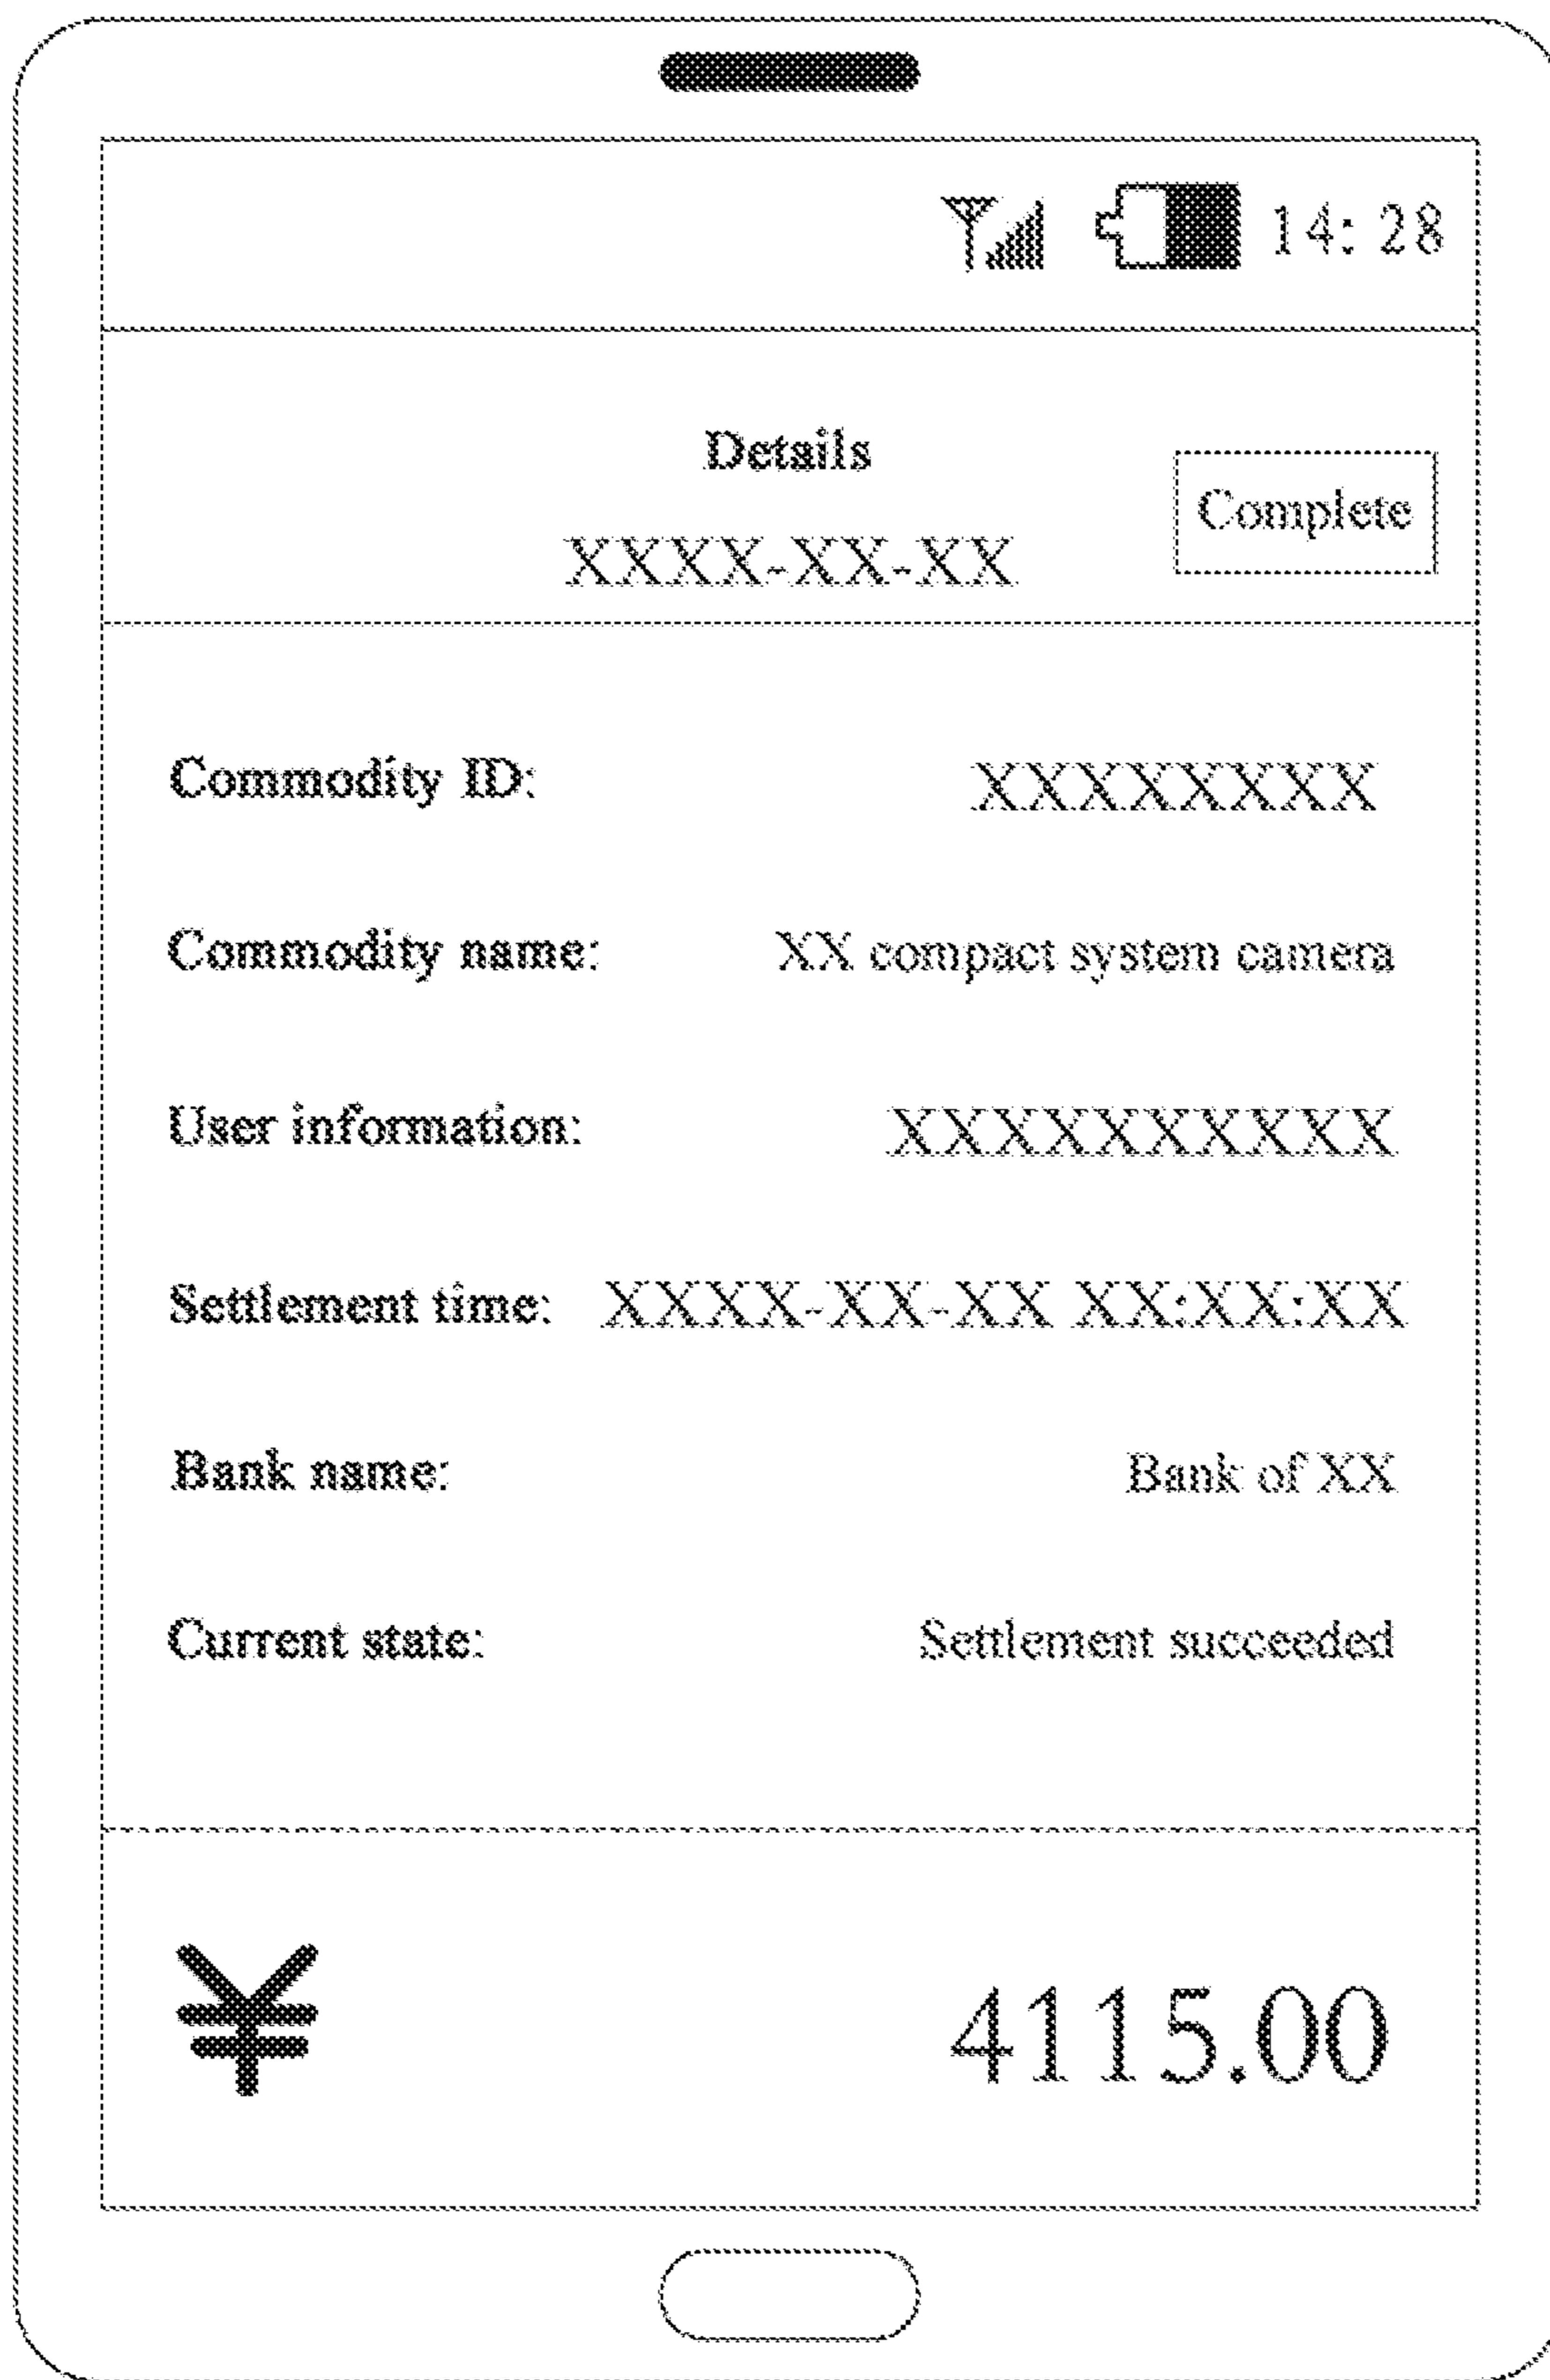 14: 28
Details
Complete
XXXX-XX-XX
Commodity ID: XXXXXXXX
Commodity name: XX compact system camera
User information: XXXXXXXXXX
Settlement time: XXXX-XX-XX XX:XX:XX
Bank name: Bank of XX
Current state: Settlement succeeded
¥ 4115.00